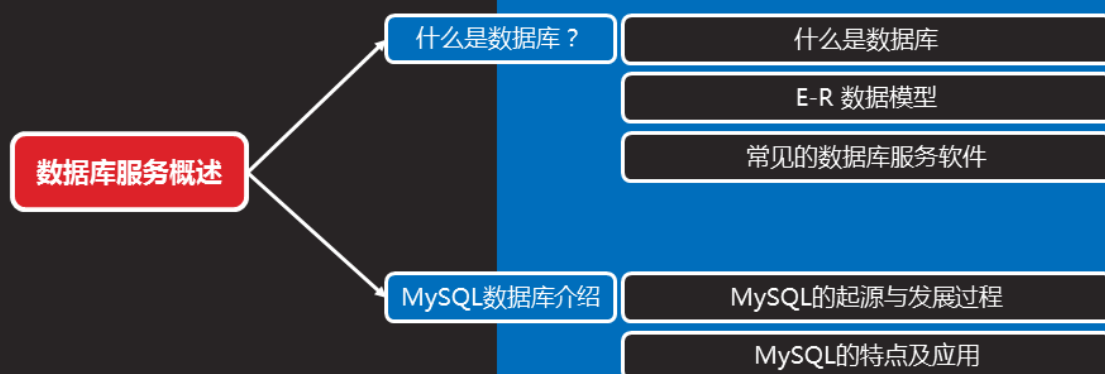 数据库服务概述
什么是数据库？
什么是数据库
E-R 数据模型
常见的数据库服务软件
MySQL数据库介绍
MySQL的起源与发展过程
MySQL的特点及应用